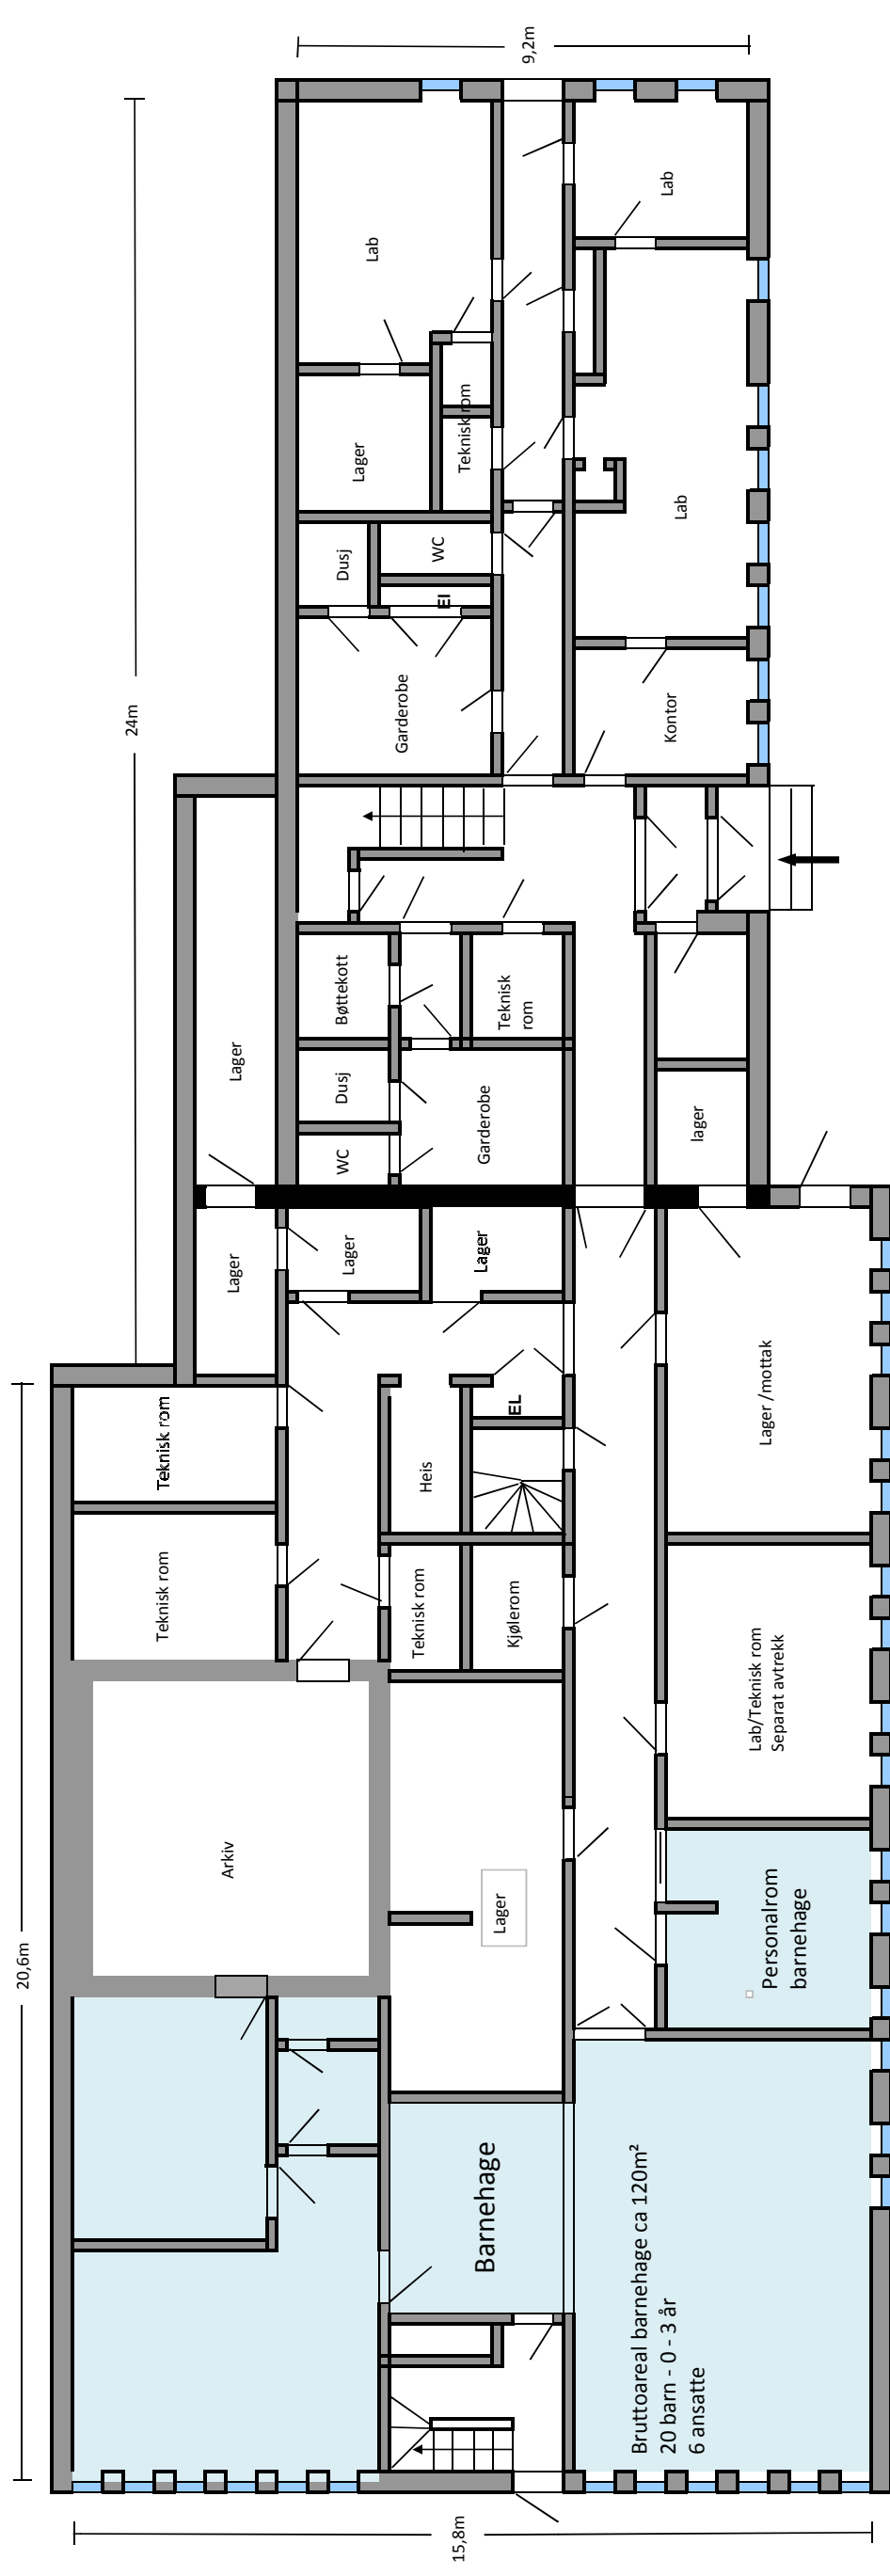 9,2m
24m
Lab
Lab
Lager
Teknisk rom
Lab
Dusj
WC
EI
Garderobe
Kontor
Lager
Bøttekott
Teknisk
rom
Dusj
WC
Garderobe
lager
Lager
Lager
Lager
Teknisk rom
Heis
EL
Lager /mottak
Teknisk rom
Teknisk rom
Kjølerom
Lab/Teknisk rom
Separat avtrekk
Arkiv
Lager
Personalrom
barnehage
20,6m
Barnehage
Bruttoareal barnehage ca 120m²
20 barn - 0 - 3 år
6 ansatte
15,8m